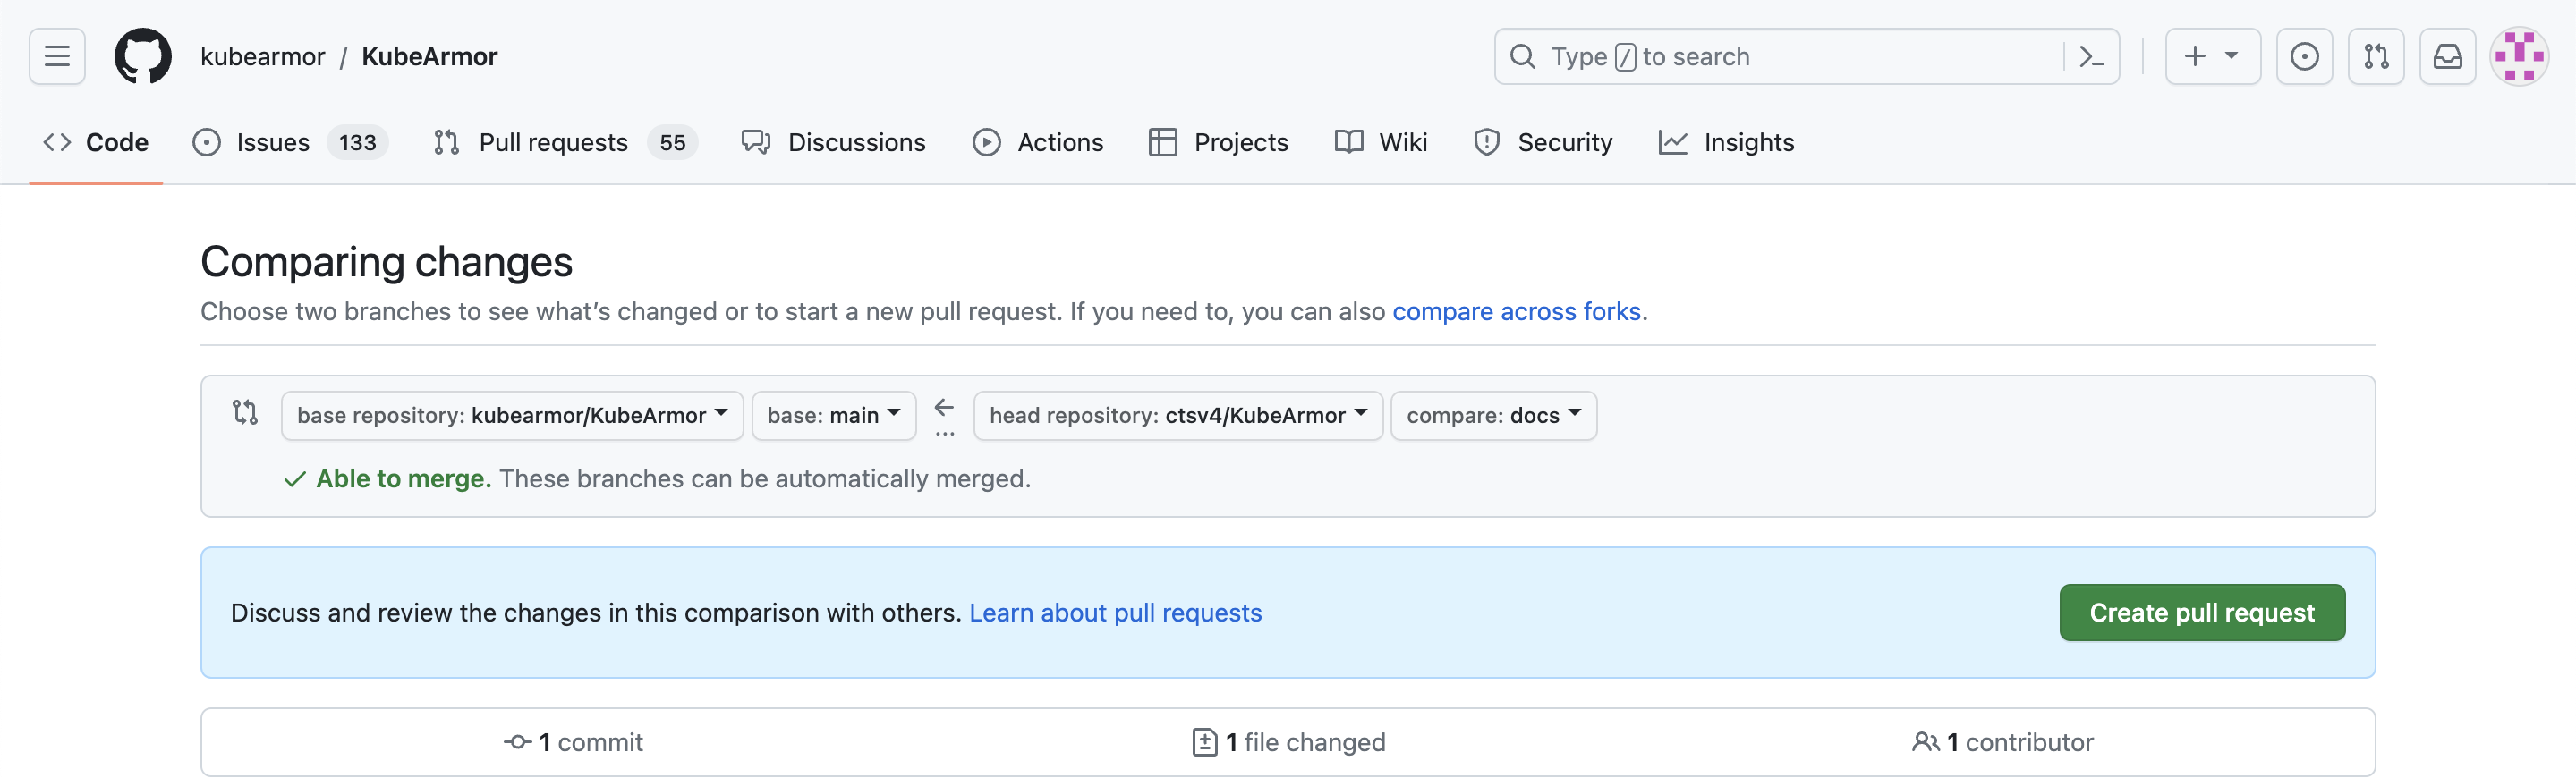 kubearmor / KubeArmor
Type / to search
Code Issues 133 Pull requests 55 Discussions Actions Projects Wiki Security Insights
Comparing changes
Choose two branches to see what’s changed or to start a new pull request. If you need to, you can also compare across forks.
base repository: kubearmor/KubeArmor base: main ... head repository: ctsv4/KubeArmor compare: docs
Able to merge. These branches can be automatically merged.
Discuss and review the changes in this comparison with others. Learn about pull requests
Create pull request
1 commit 1 file changed 1 contributor